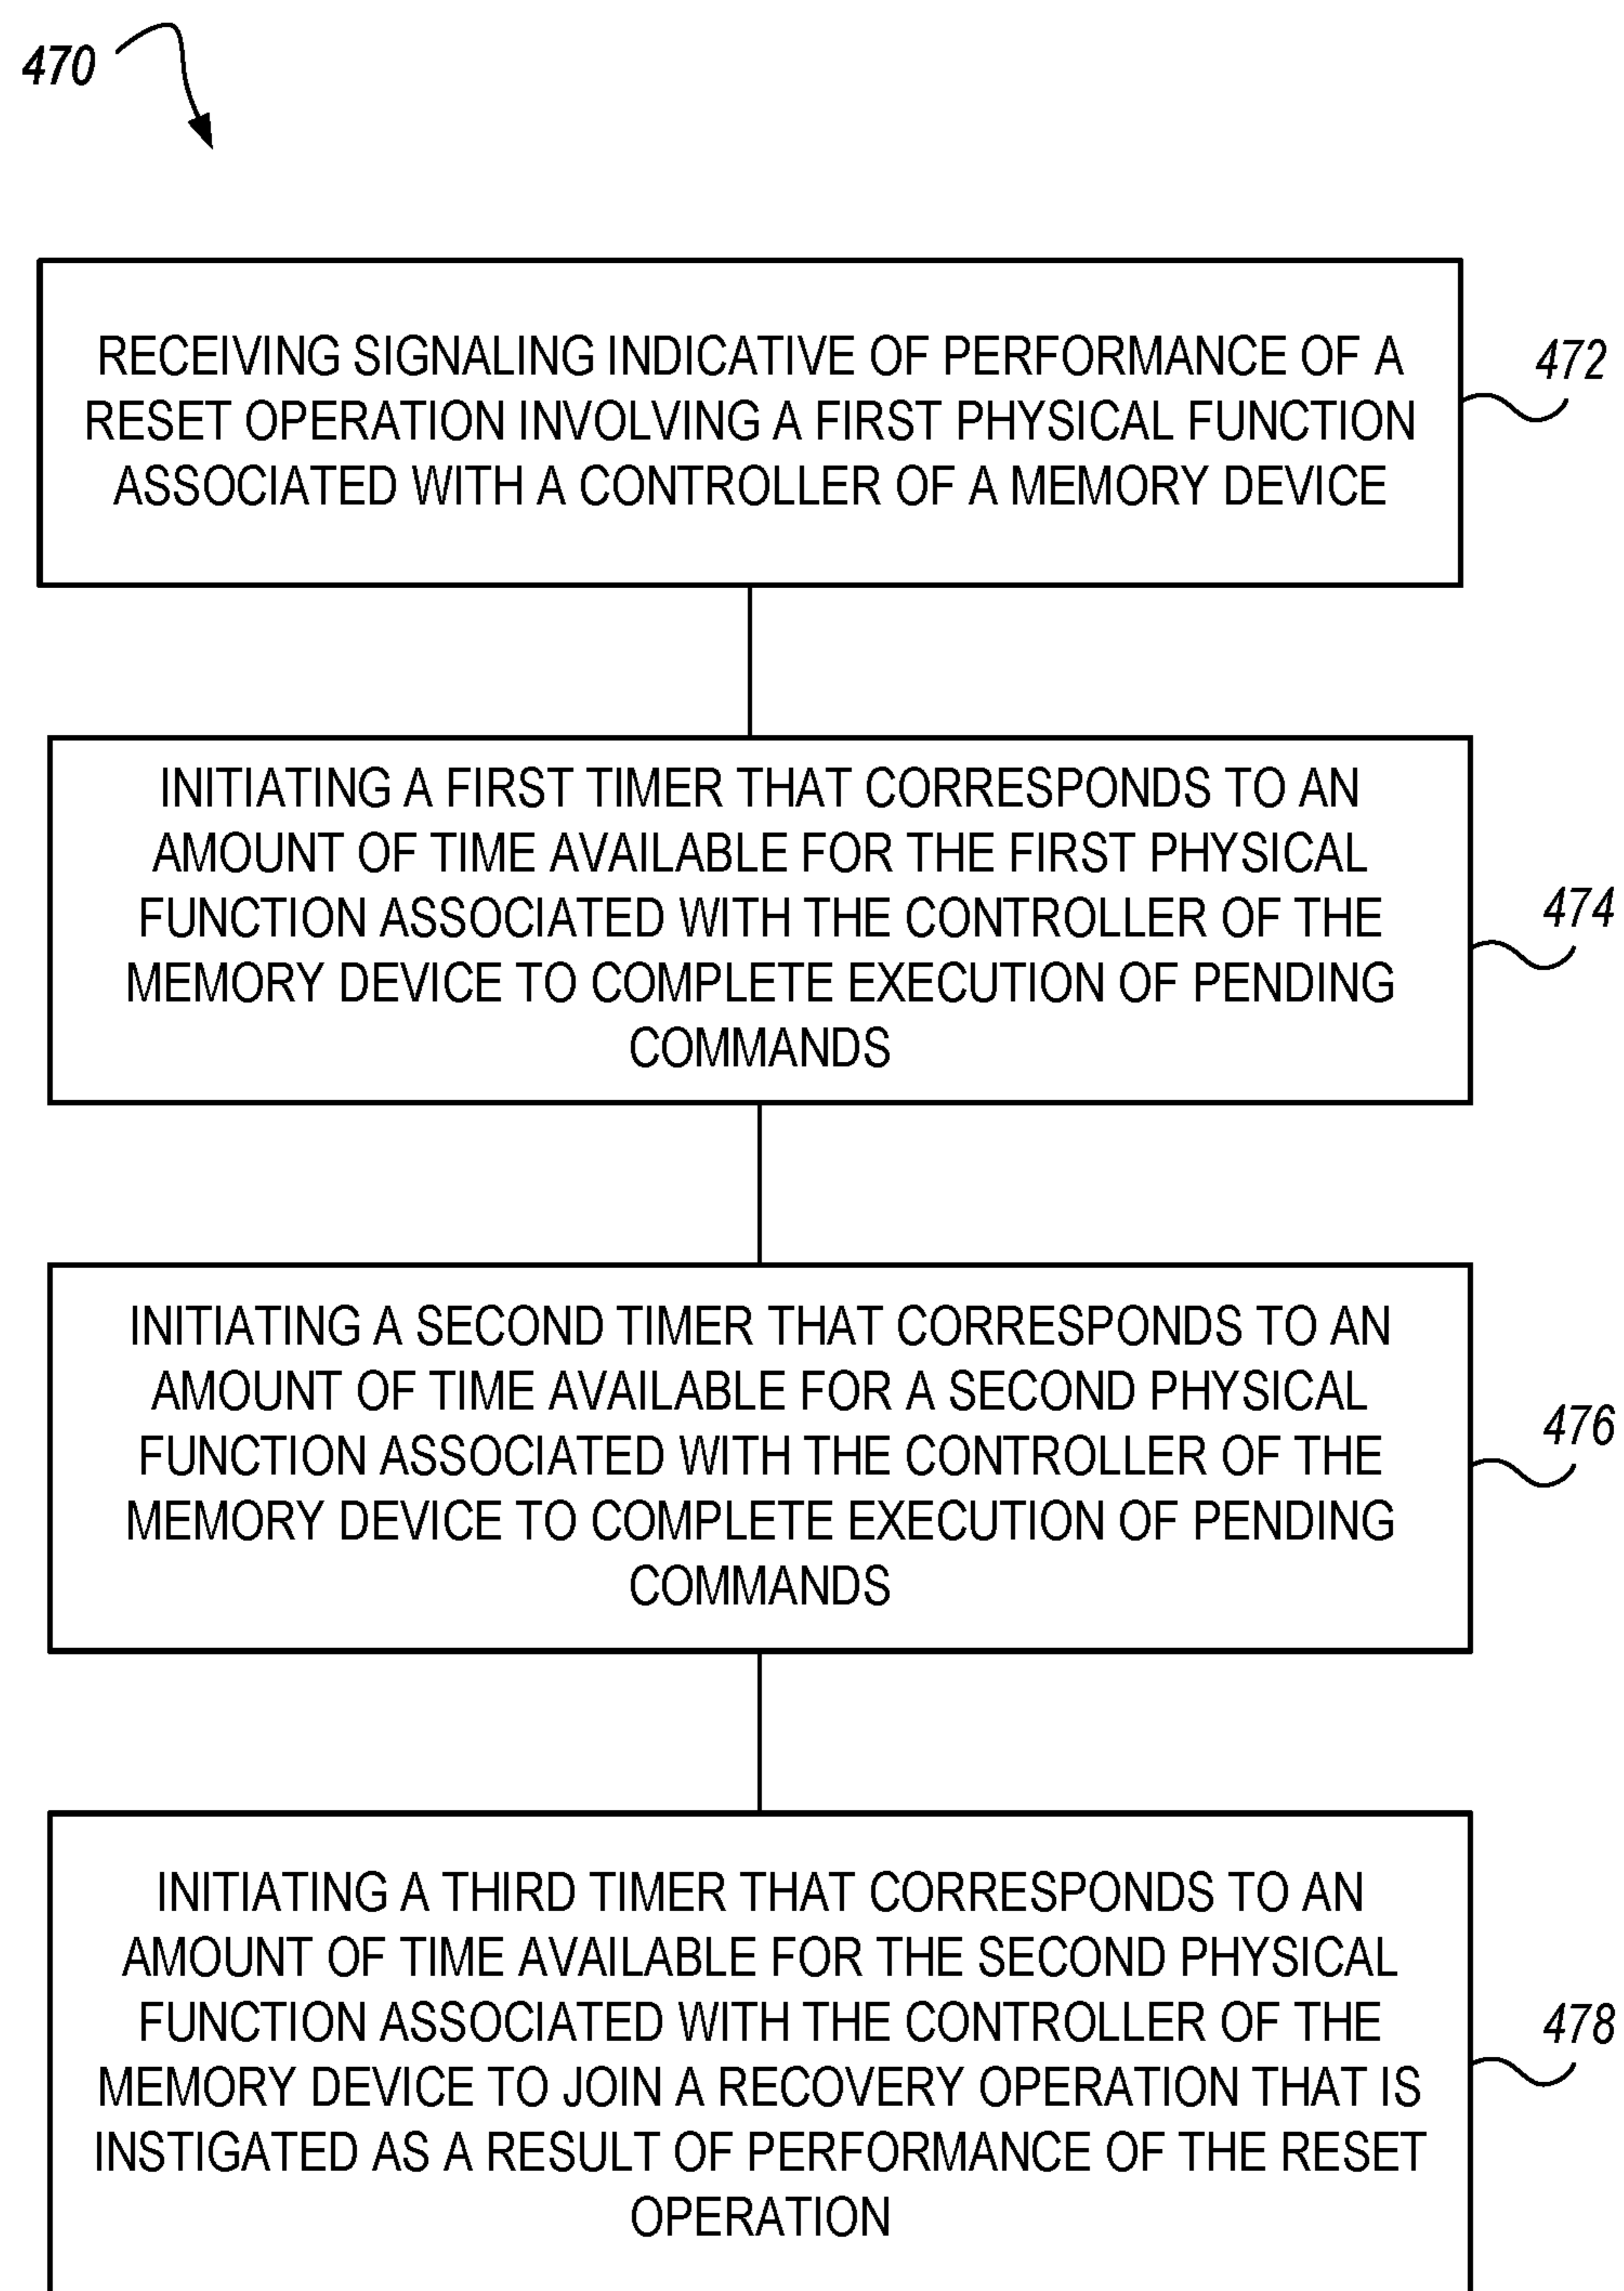 470
RECEIVING SIGNALING INDICATIVE OF PERFORMANCE OF A
RESET OPERATION INVOLVING A FIRST PHYSICAL FUNCTION
ASSOCIATED WITH A CONTROLLER OF A MEMORY DEVICE
472
INITIATING A FIRST TIMER THAT CORRESPONDS TO AN
AMOUNT OF TIME AVAILABLE FOR THE FIRST PHYSICAL
FUNCTION ASSOCIATED WITH THE CONTROLLER OF THE
MEMORY DEVICE TO COMPLETE EXECUTION OF PENDING
COMMANDS
474
INITIATING A SECOND TIMER THAT CORRESPONDS TO AN
AMOUNT OF TIME AVAILABLE FOR A SECOND PHYSICAL
FUNCTION ASSOCIATED WITH THE CONTROLLER OF THE
MEMORY DEVICE TO COMPLETE EXECUTION OF PENDING
COMMANDS
476
INITIATING A THIRD TIMER THAT CORRESPONDS TO AN
AMOUNT OF TIME AVAILABLE FOR THE SECOND PHYSICAL
FUNCTION ASSOCIATED WITH THE CONTROLLER OF THE
MEMORY DEVICE TO JOIN A RECOVERY OPERATION THAT IS
INSTIGATED AS A RESULT OF PERFORMANCE OF THE RESET
OPERATION
478